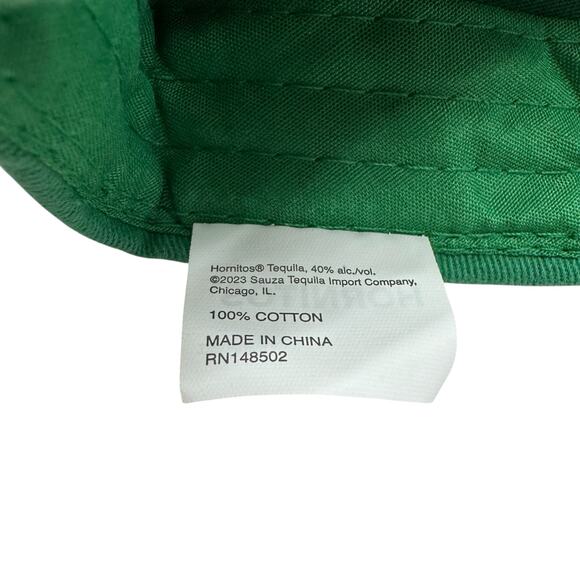 Hornitos® Tequila, 40% alc./vol.
©2023 Sauza Tequila Import Company,
Chicago, IL.
100% COTTON
MADE IN CHINA
RN148502